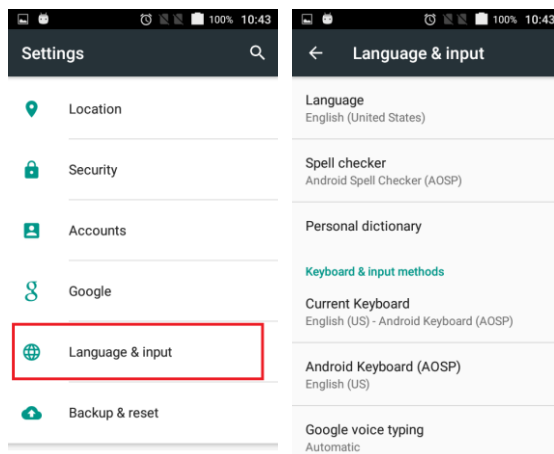 100% 10:43
Settings
Location
Security
Accounts
Google
Language & input
Backup & reset
100% 10:43
Language & input
Language
English (United States)
Spell checker
Android Spell Checker (AOSP)
Personal dictionary
Keyboard & input methods
Current Keyboard
English (US) - Android Keyboard (AOSP)
Android Keyboard (AOSP)
English (US)
Google voice typing
Automatic